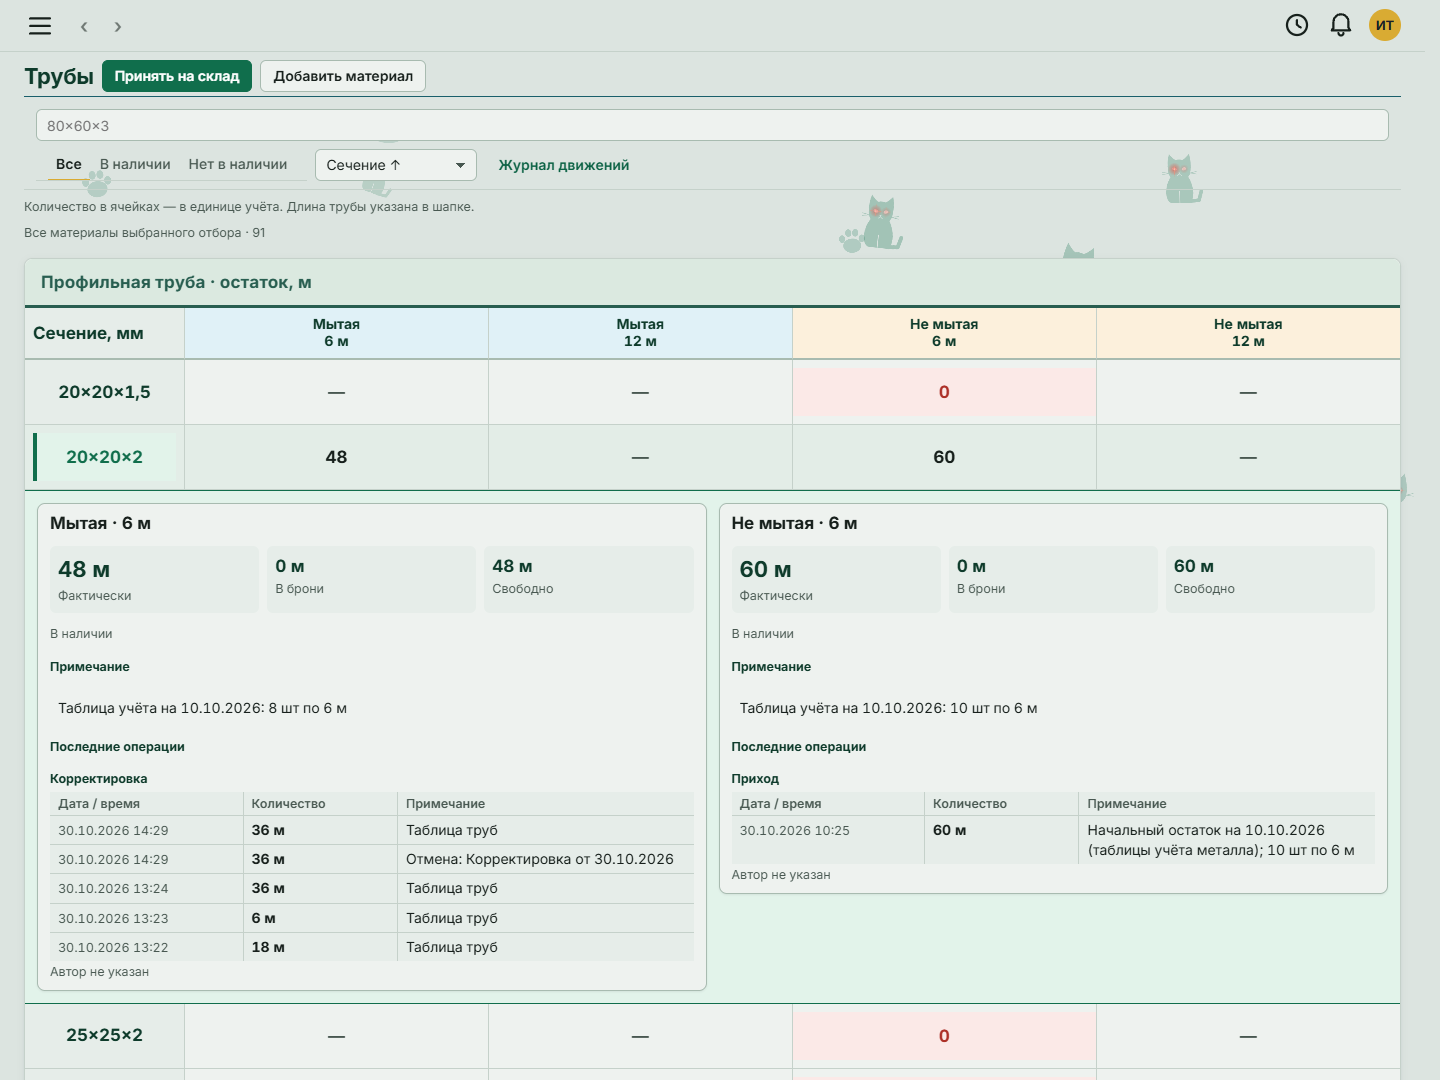 ИТ
Трубы
Принять на склад
Добавить материал
80×60×3
Все
В наличии
Нет в наличии
Сечение ↑
Журнал движений
Количество в ячейках — в единице учёта. Длина трубы указана в шапке.
Все материалы выбранного отбора · 91
Профильная труба · остаток, м
Сечение, мм
Мытая
6 м
Мытая
12 м
Не мытая
6 м
Не мытая
12 м
20×20×1,5
—
—
0
—
20×20×2
48
—
60
—
Мытая · 6 м
48 м
Фактически
0 м
В брони
48 м
Свободно
В наличии
Примечание
Таблица учёта на 10.10.2026: 8 шт по 6 м
Последние операции
Корректировка
Дата / время
Количество
Примечание
30.10.2026 14:29
36 м
Таблица труб
30.10.2026 14:29
36 м
Отмена: Корректировка от 30.10.2026
30.10.2026 13:24
36 м
Таблица труб
30.10.2026 13:23
6 м
Таблица труб
30.10.2026 13:22
18 м
Таблица труб
Автор не указан
Не мытая · 6 м
60 м
Фактически
0 м
В брони
60 м
Свободно
В наличии
Примечание
Таблица учёта на 10.10.2026: 10 шт по 6 м
Последние операции
Приход
Дата / время
Количество
Примечание
30.10.2026 10:25
60 м
Начальный остаток на 10.10.2026
(таблицы учёта металла); 10 шт по 6 м
Автор не указан
25×25×2
—
—
0
—